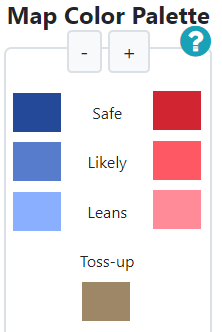 Map Color Palette
?
- +
Safe
Likely
Leans
Toss-up